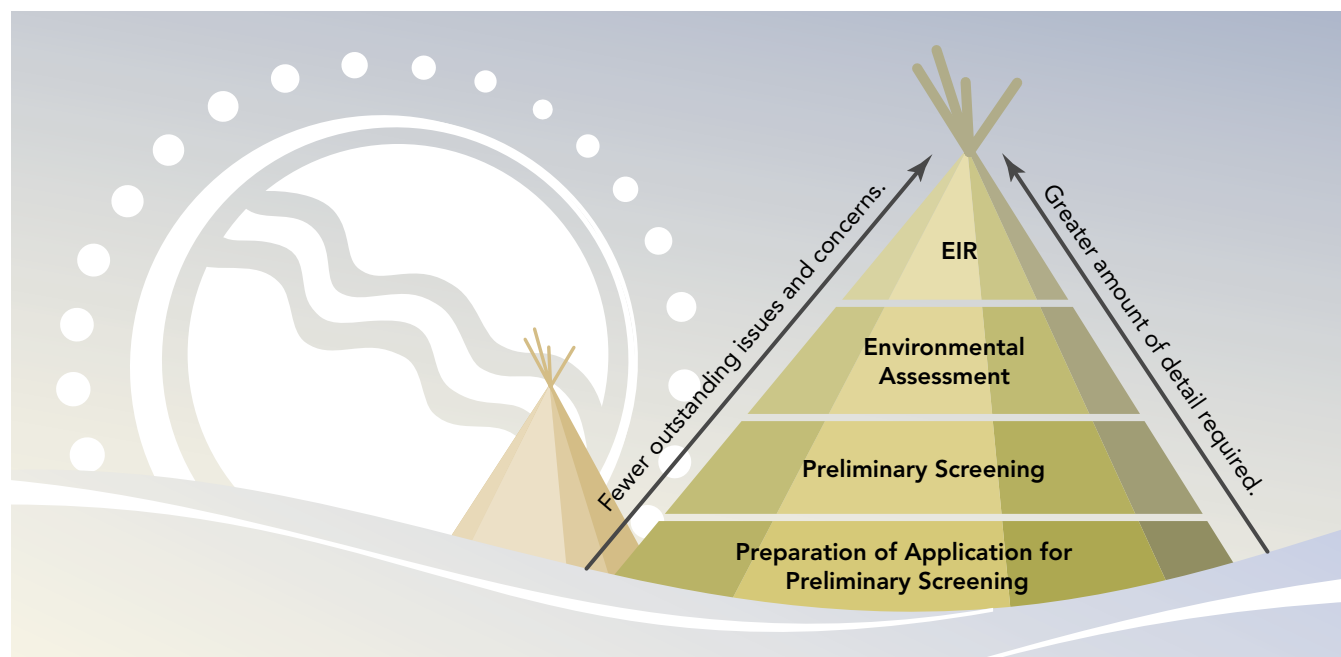 EIR
Environmental
Assessment
Preliminary Screening
Preparation of Application for
Preliminary Screening
Fewer outstanding issues and concerns.
Greater amount of detail required.